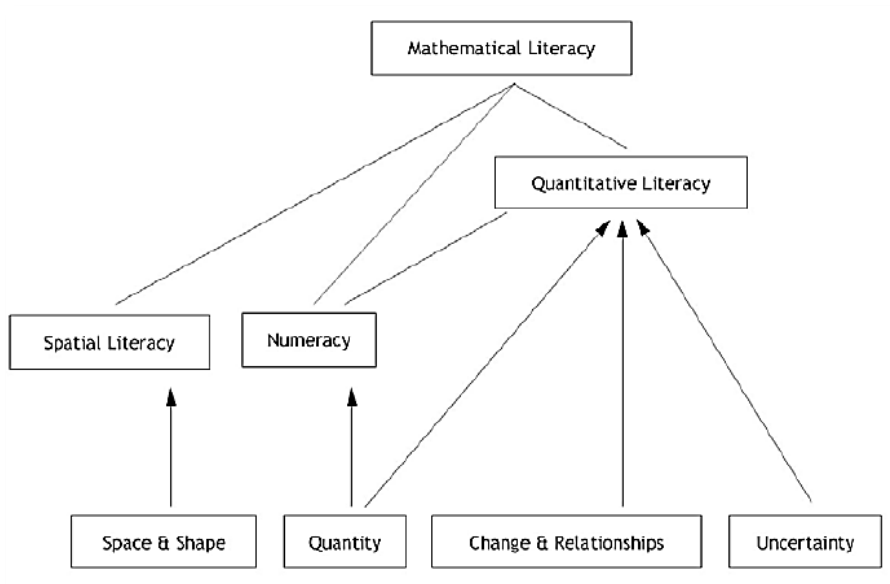 Mathematical Literacy
Quantitative Literacy
Spatial Literacy
Numeracy
Space & Shape
Quantity
Change & Relationships
Uncertainty